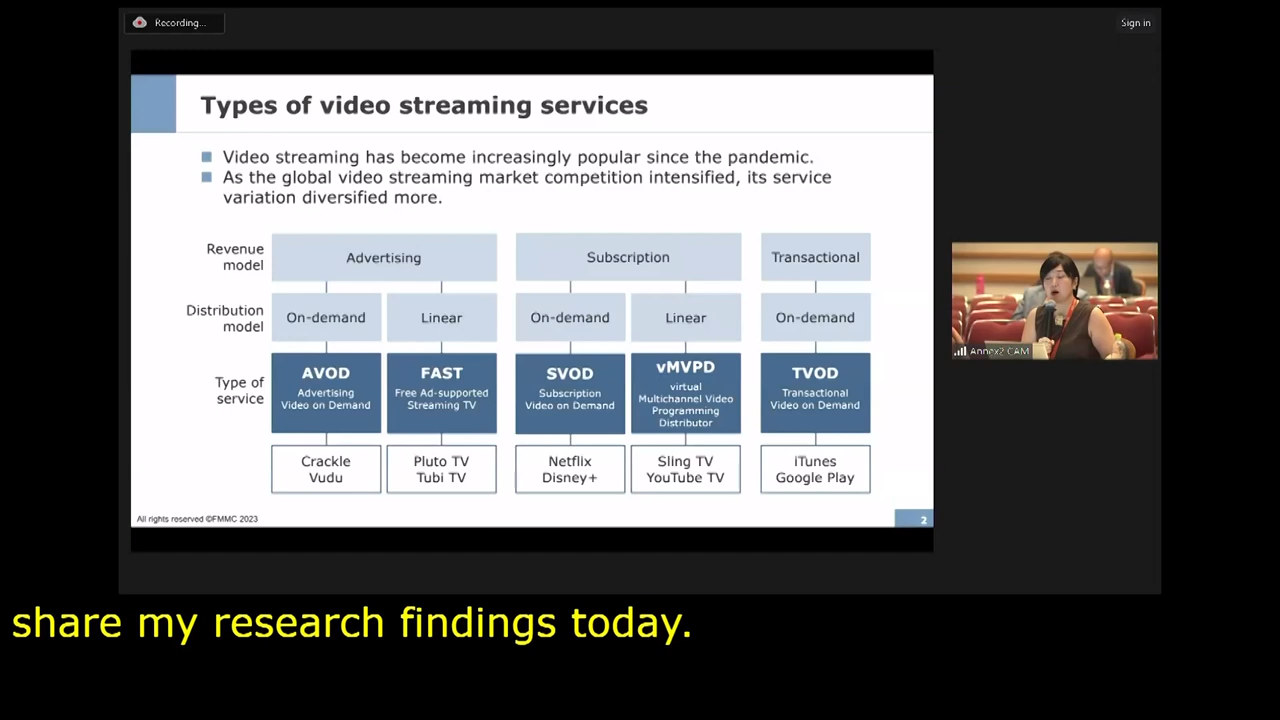 Recording...
Sign in
Types of video streaming services
Video streaming has become increasingly popular since the pandemic.
As the global video streaming market competition intensified, its service
variation diversified more.
Revenue
model
Advertising
Subscription
Transactional
Distribution
model
On-demand
Linear
On-demand
Linear
On-demand
Type of
service
AVOD
Advertising
Video on Demand
FAST
Free Ad-supported
Streaming TV
SVOD
Subscription
Video on Demand
vMVPD
virtual
Multichannel Video
Programming
Distributor
TVOD
Transactional
Video on Demand
Crackle
Vudu
Pluto TV
Tubi TV
Netflix
Disney+
Sling TV
YouTube TV
iTunes
Google Play
All rights reserved ©FMMC 2023
2
Annex2 CAM
share my research findings today.